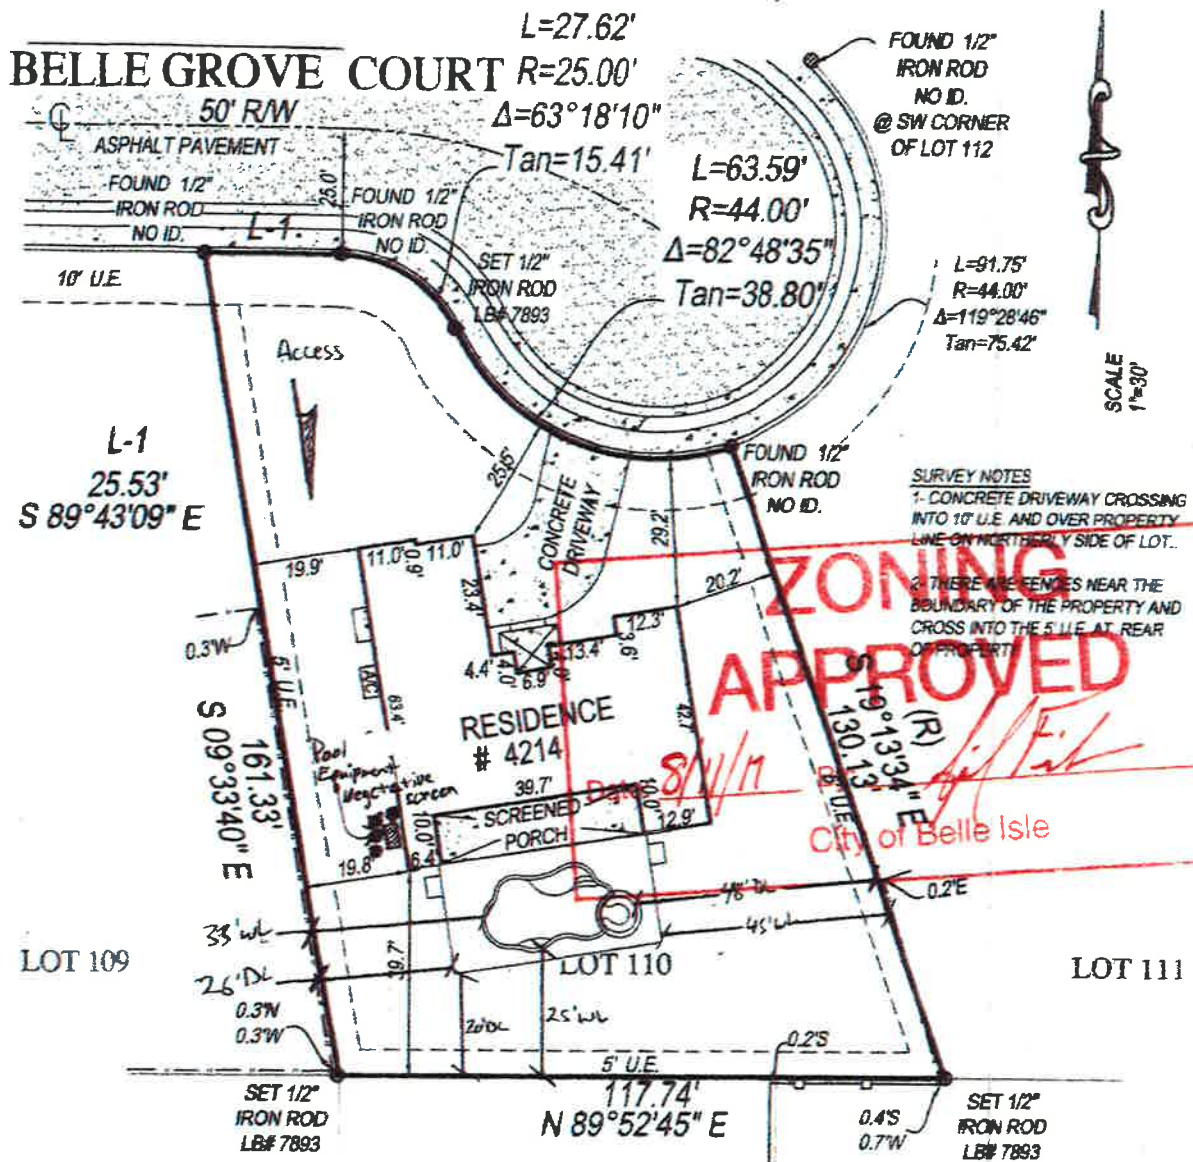 L=27.62'
BELLE GROVE COURT
R=25.00'
50' R/W
Δ=63°18'10"
ASPHALT PAVEMENT
Tan=15.41'
FOUND 1/2"
IRON ROD
NO ID.
@ SW CORNER
OF LOT 112
L=63.59'
R=44.00'
Δ=82°48'35"
Tan=38.80'
FOUND 1/2"
IRON ROD
NO ID.
L-1
25.0'
FOUND 1/2"
IRON ROD
NO ID.
SET 1/2"
IRON ROD
LB# 7893
L=91.75'
R=44.00'
Δ=119°28'46"
Tan=75.42'
SCALE
1"=30'
10' U.E.
Access
L-1
25.53'
S 89°43'09" E
25.5'
CONCRETE
DRIVEWAY
29.2'
FOUND 1/2"
IRON ROD
NO ID.
SURVEY NOTES
1- CONCRETE DRIVEWAY CROSSING
INTO 10' U.E. AND OVER PROPERTY
LINE ON NORTHERLY SIDE OF LOT..
2- THERE ARE FENCES NEAR THE
BOUNDARY OF THE PROPERTY AND
CROSS INTO THE 5' U.E. AT REAR
OF PROPERTY
ZONING
APPROVED
Date 8/11/17
City of Belle Isle
19.9'
11.0'
0.9'
11.0'
23.4'
20.2'
12.3'
3.6'
13.4'
4.4'
4.0'
6.9'
0.3'W
5' U.E.
A/C
63.4'
42.7'
RESIDENCE
# 4214
S 09°33'40" E
161.33'
(R)
S 19°13'34" E
130.13'
5' U.E.
Pool
Equipment
Vegetative
screen
39.7'
SCREENED
PORCH
10.0'
10.0'
12.9'
19.8'
6.4'
48' DL
0.2'E
33' WL
45' WL
26' DL
39.7'
20' DL
25' WL
LOT 109
LOT 110
LOT 111
0.3'N
0.3'W
0.2'S
5' U.E.
117.74'
N 89°52'45" E
SET 1/2"
IRON ROD
LB# 7893
0.4'S
0.7'W
SET 1/2"
IRON ROD
LB# 7893